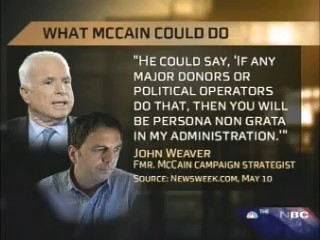 WHAT MCCAIN COULD DO
"HE COULD SAY, 'IF ANY
MAJOR DONORS OR
POLITICAL OPERATORS
DO THAT, THEN YOU WILL
BE PERSONA NON GRATA
IN MY ADMINISTRATION.'"
JOHN WEAVER
FMR. MCCAIN CAMPAIGN STRATEGIST
SOURCE: NEWSWEEK.COM, MAY 10
THE NBC